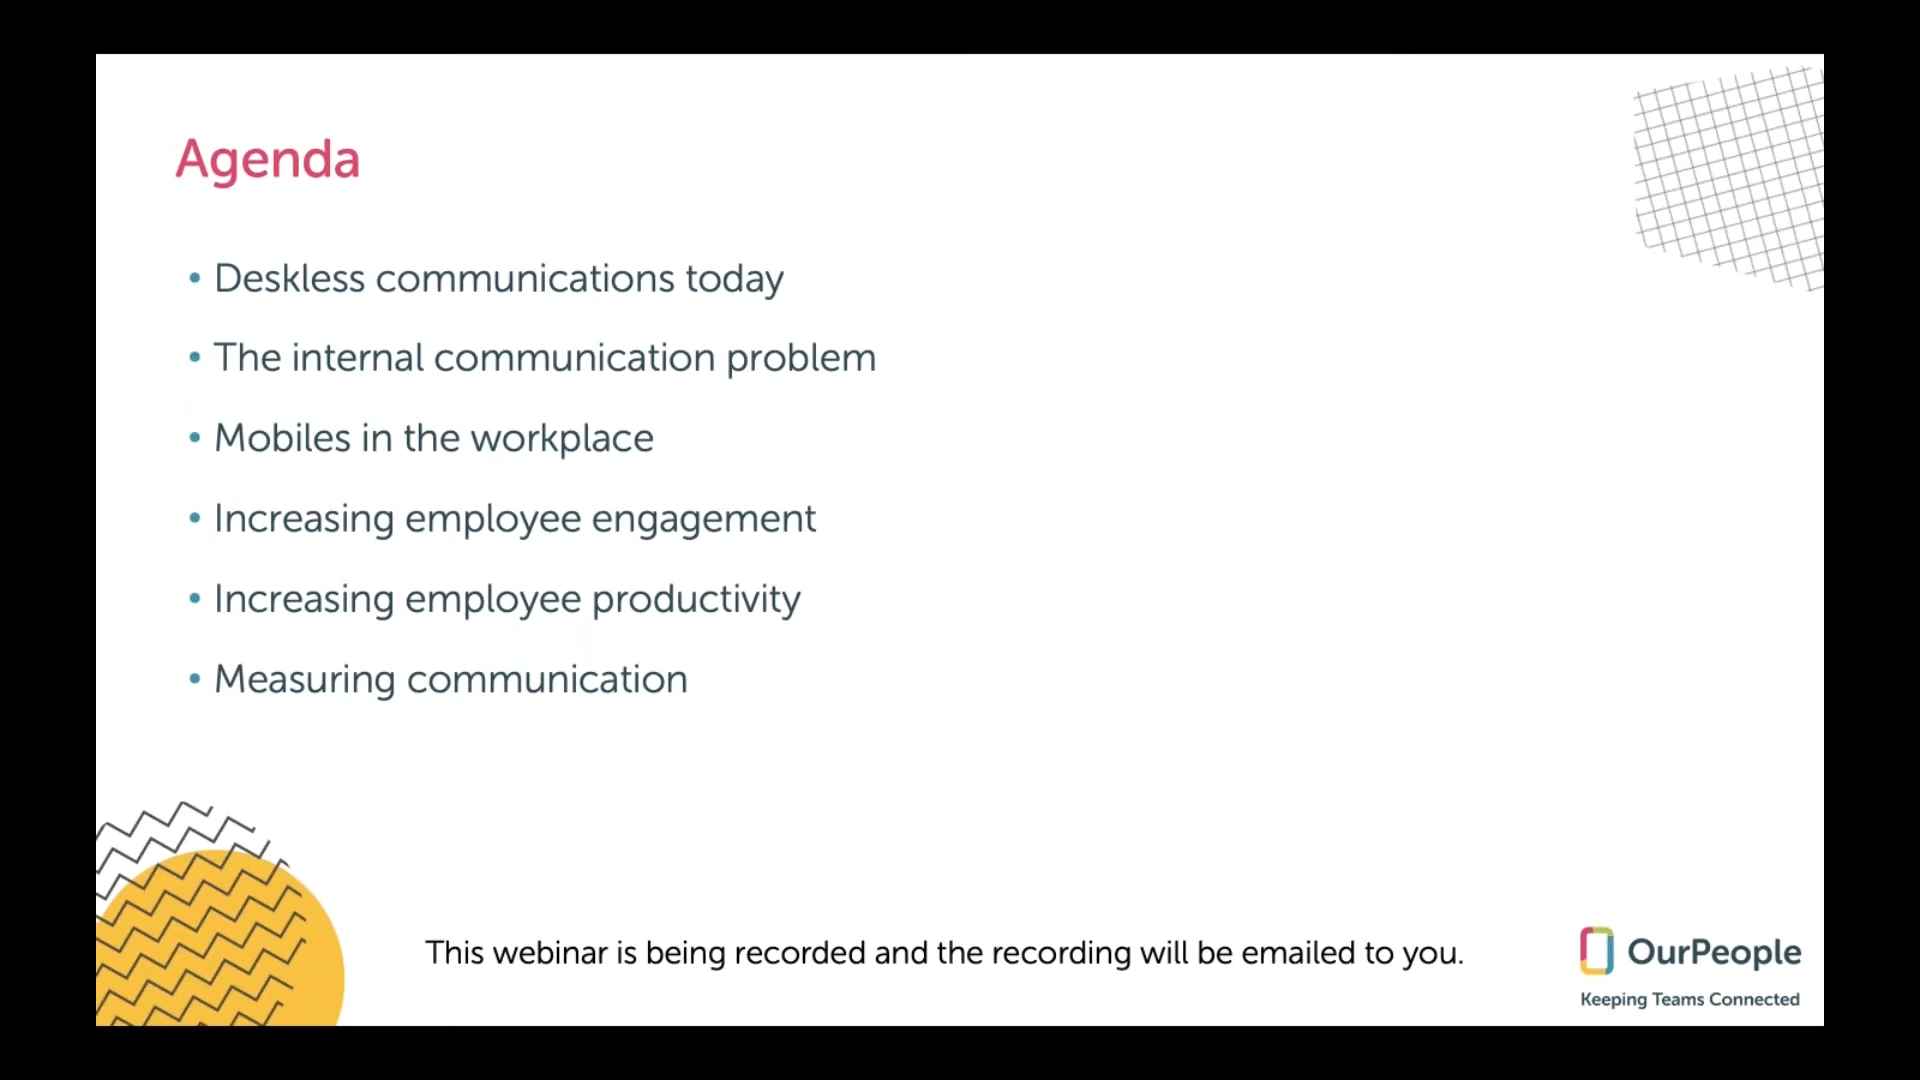 Agenda
• Deskless communications today
• The internal communication problem
• Mobiles in the workplace
• Increasing employee engagement
• Increasing employee productivity
• Measuring communication
This webinar is being recorded and the recording will be emailed to you.
OurPeople
Keeping Teams Connected